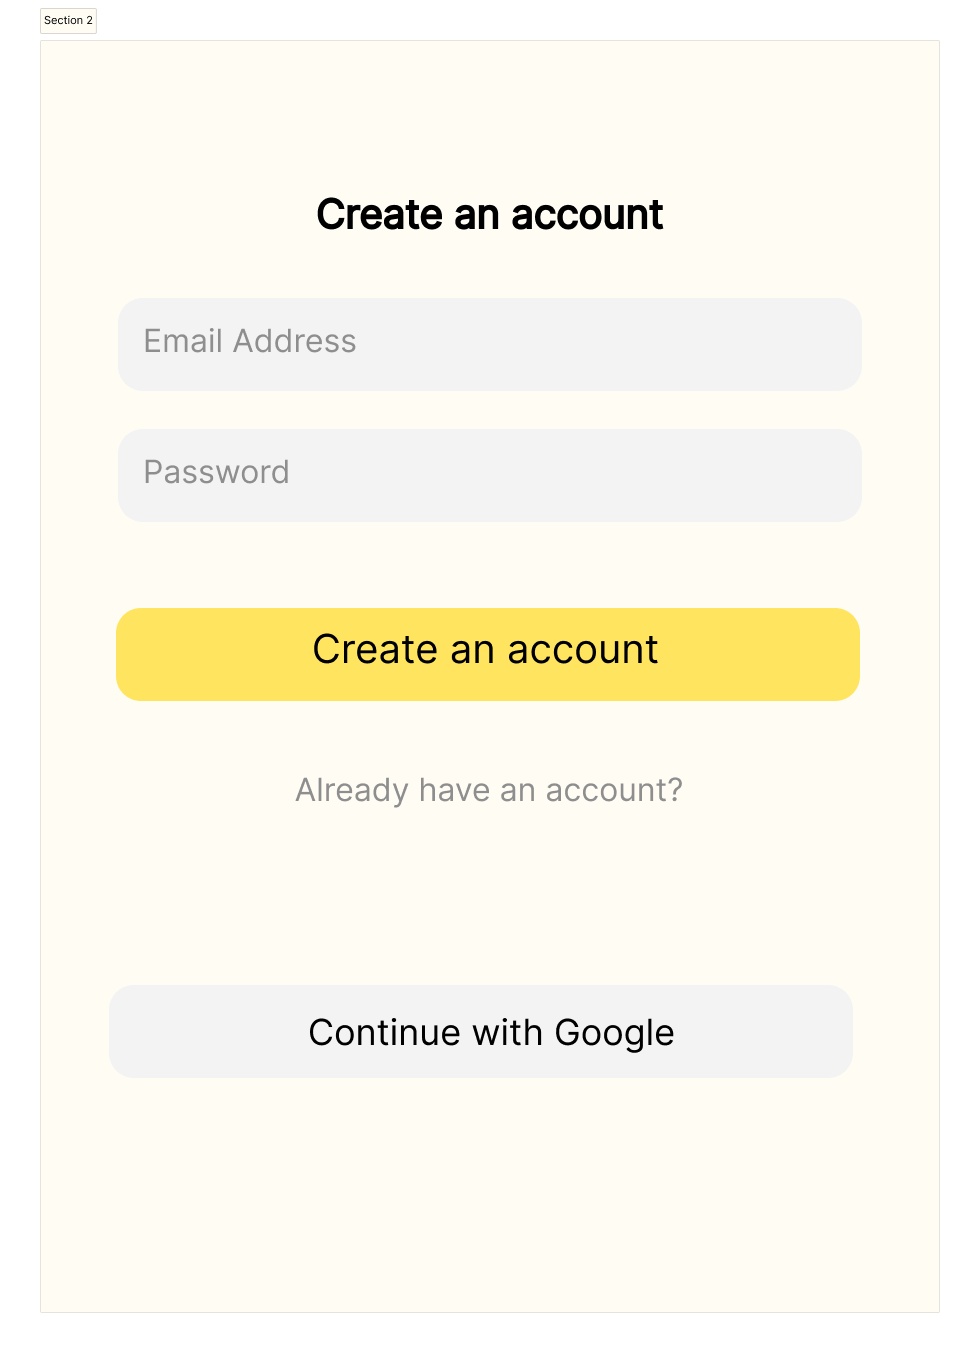 Section 2
Create an account
Email Address
Password
Create an account
Already have an account?
Continue with Google